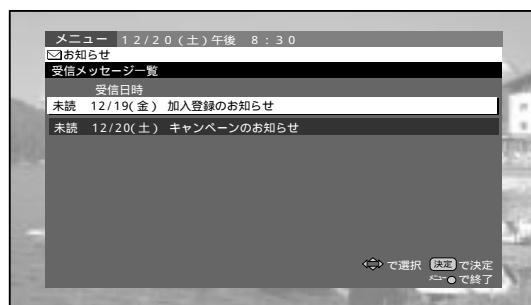 メニュー 12/20(土)午後 8:30
お知らせ
受信メッセージ一覧
受信日時
未読 12/19(金) 加入登録のお知らせ
未読 12/20(土) キャンペーンのお知らせ
で選択 決定 で決定
メニュー で終了